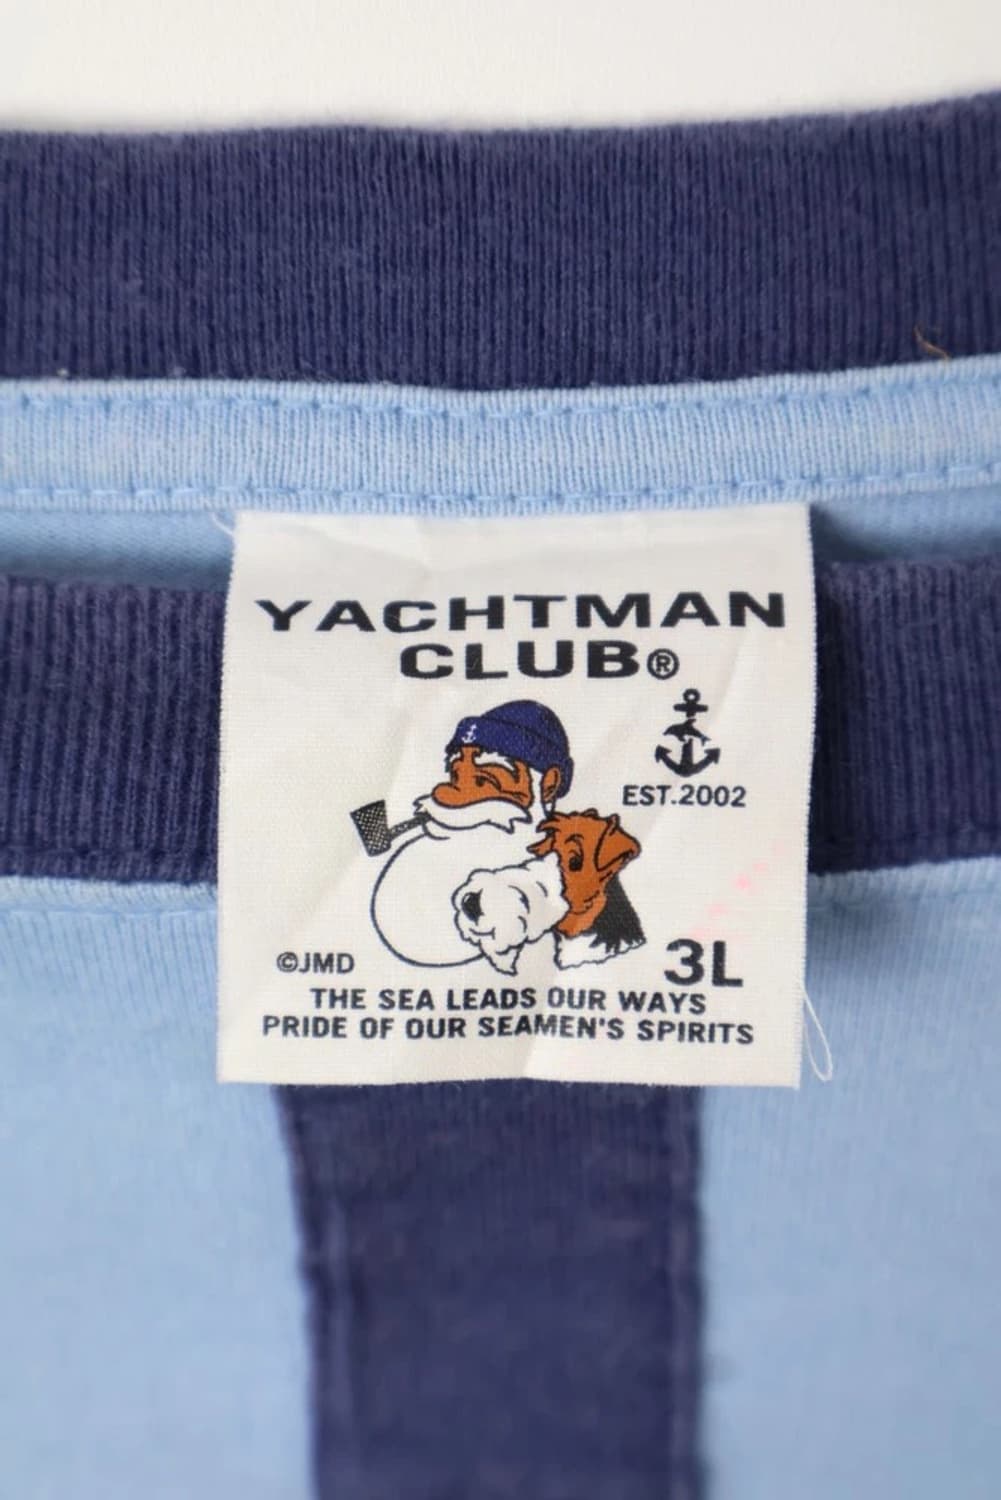 YACHTMAN
CLUB®
EST.2002
©JMD
3L
THE SEA LEADS OUR WAYS
PRIDE OF OUR SEAMEN'S SPIRITS